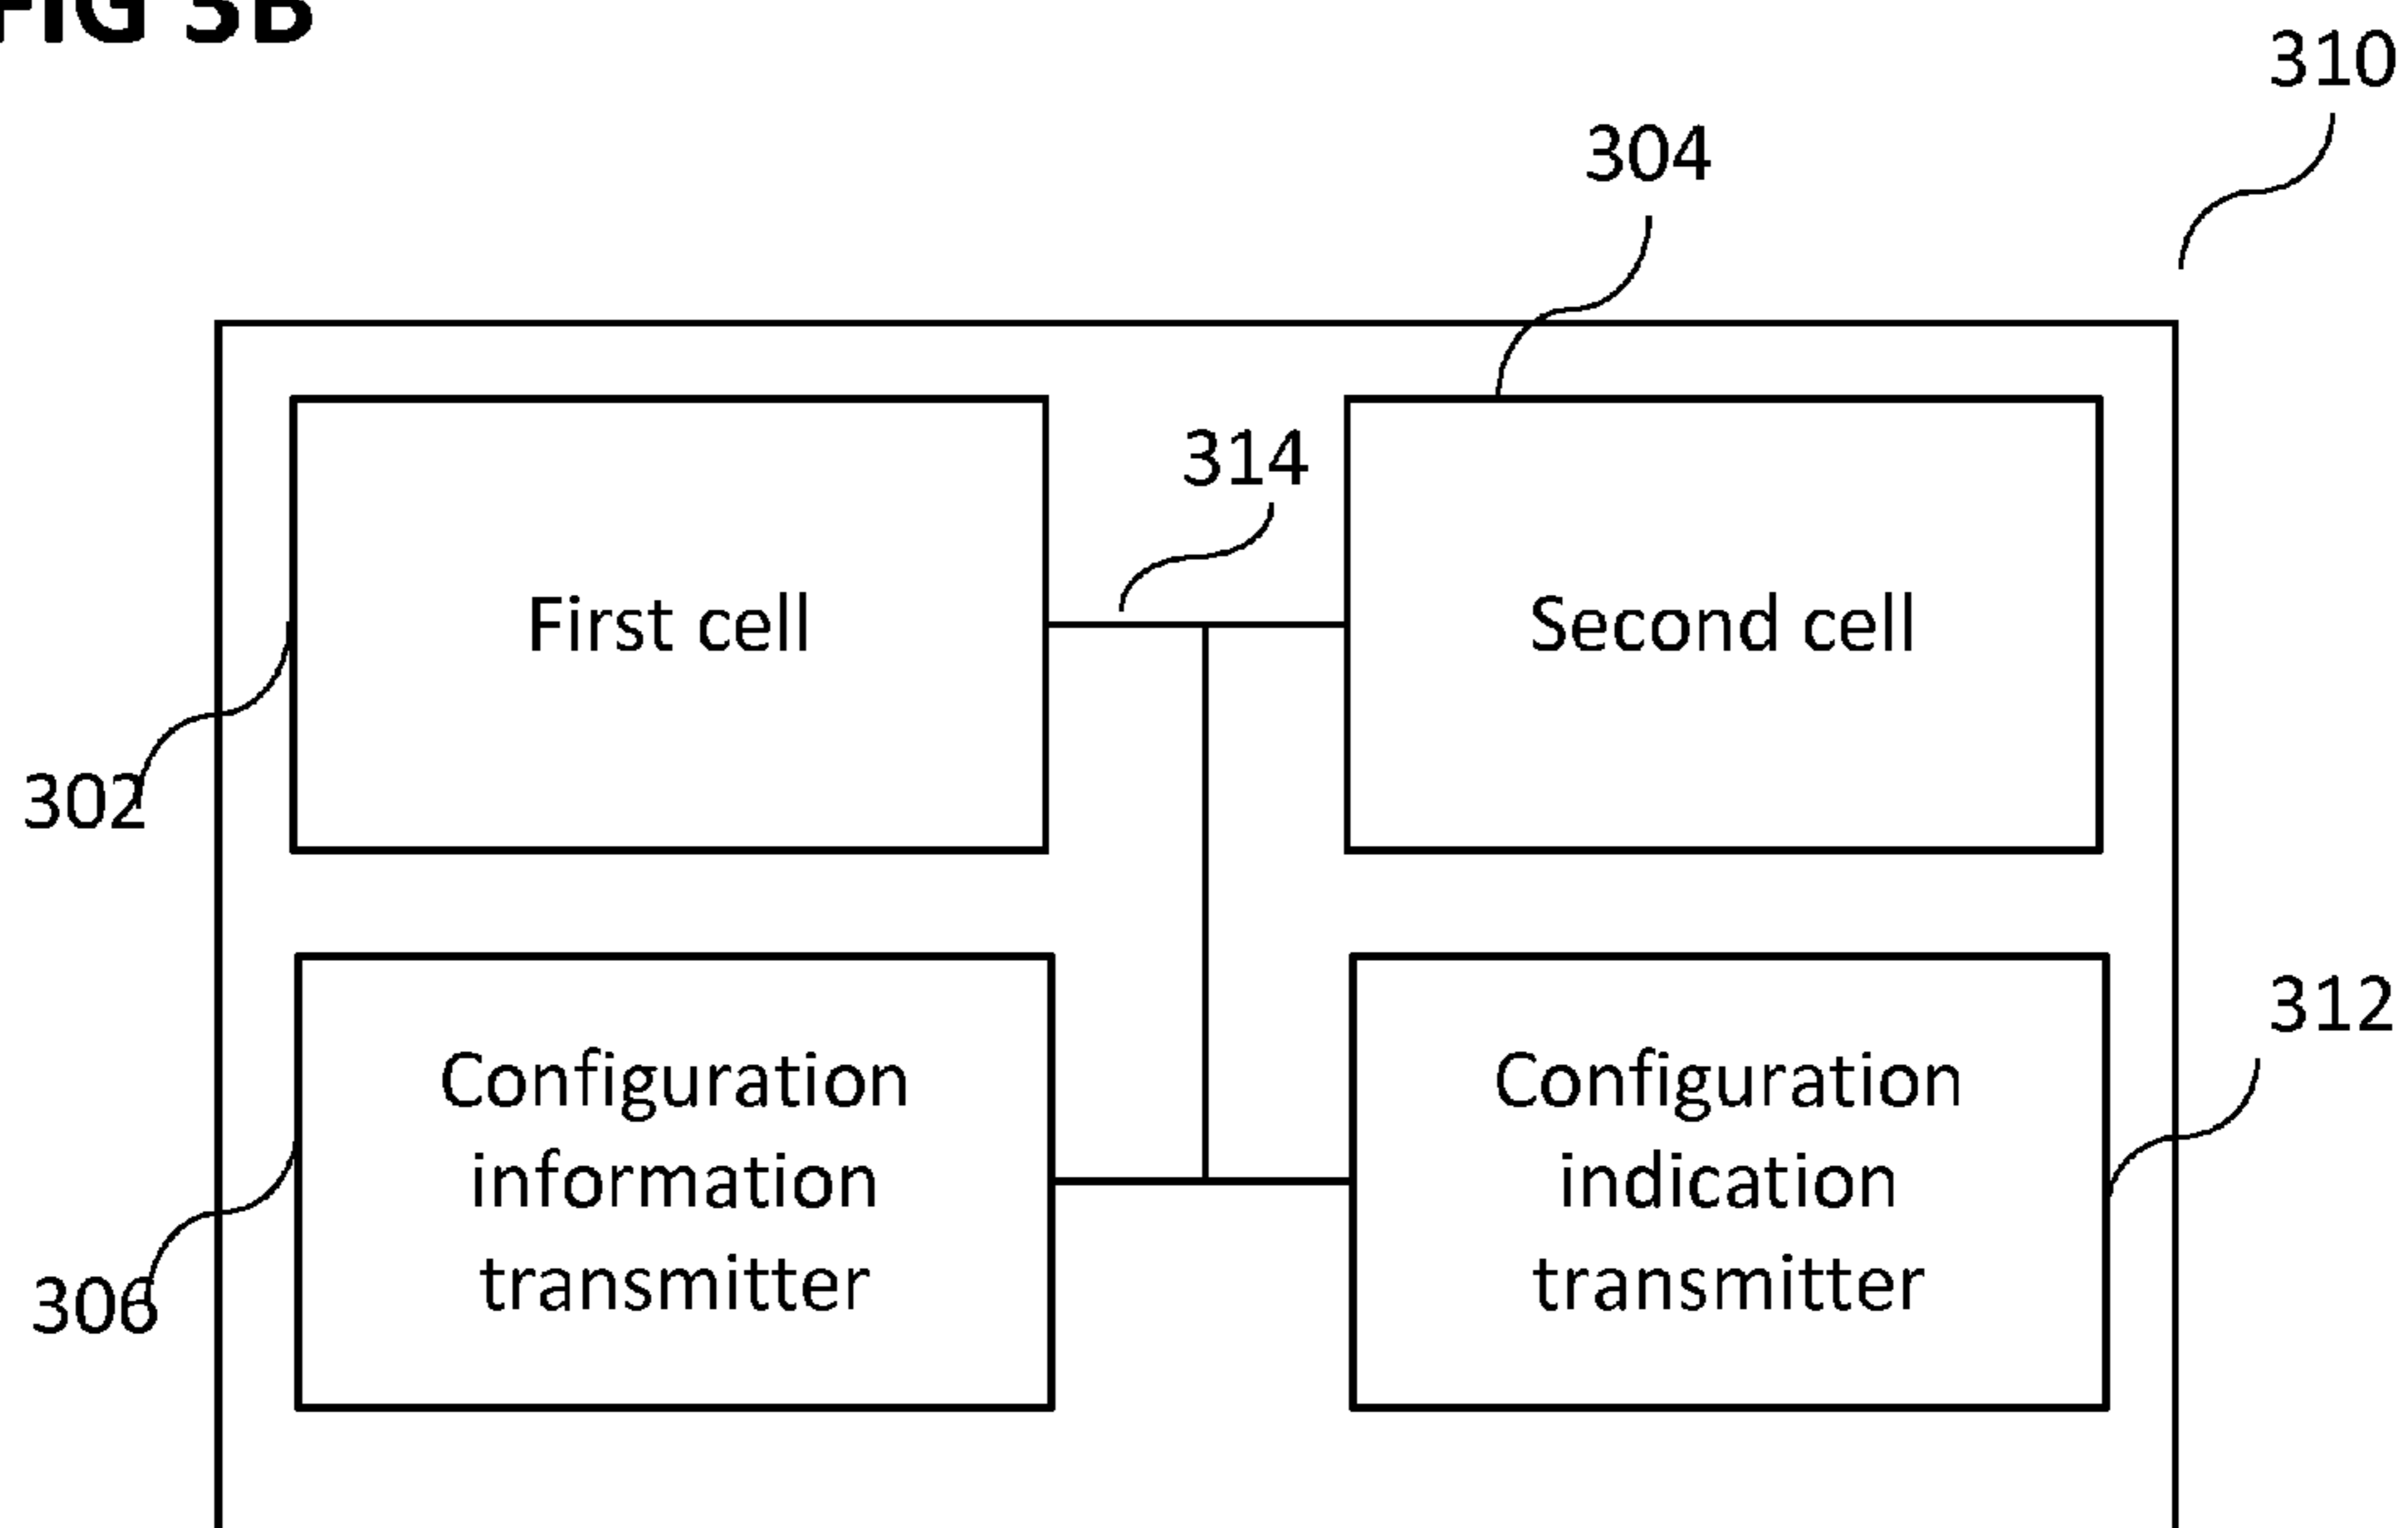 FIG 3B
310
304
314
First cell
Second cell
302
312
Configuration
information
transmitter
Configuration
indication
transmitter
306